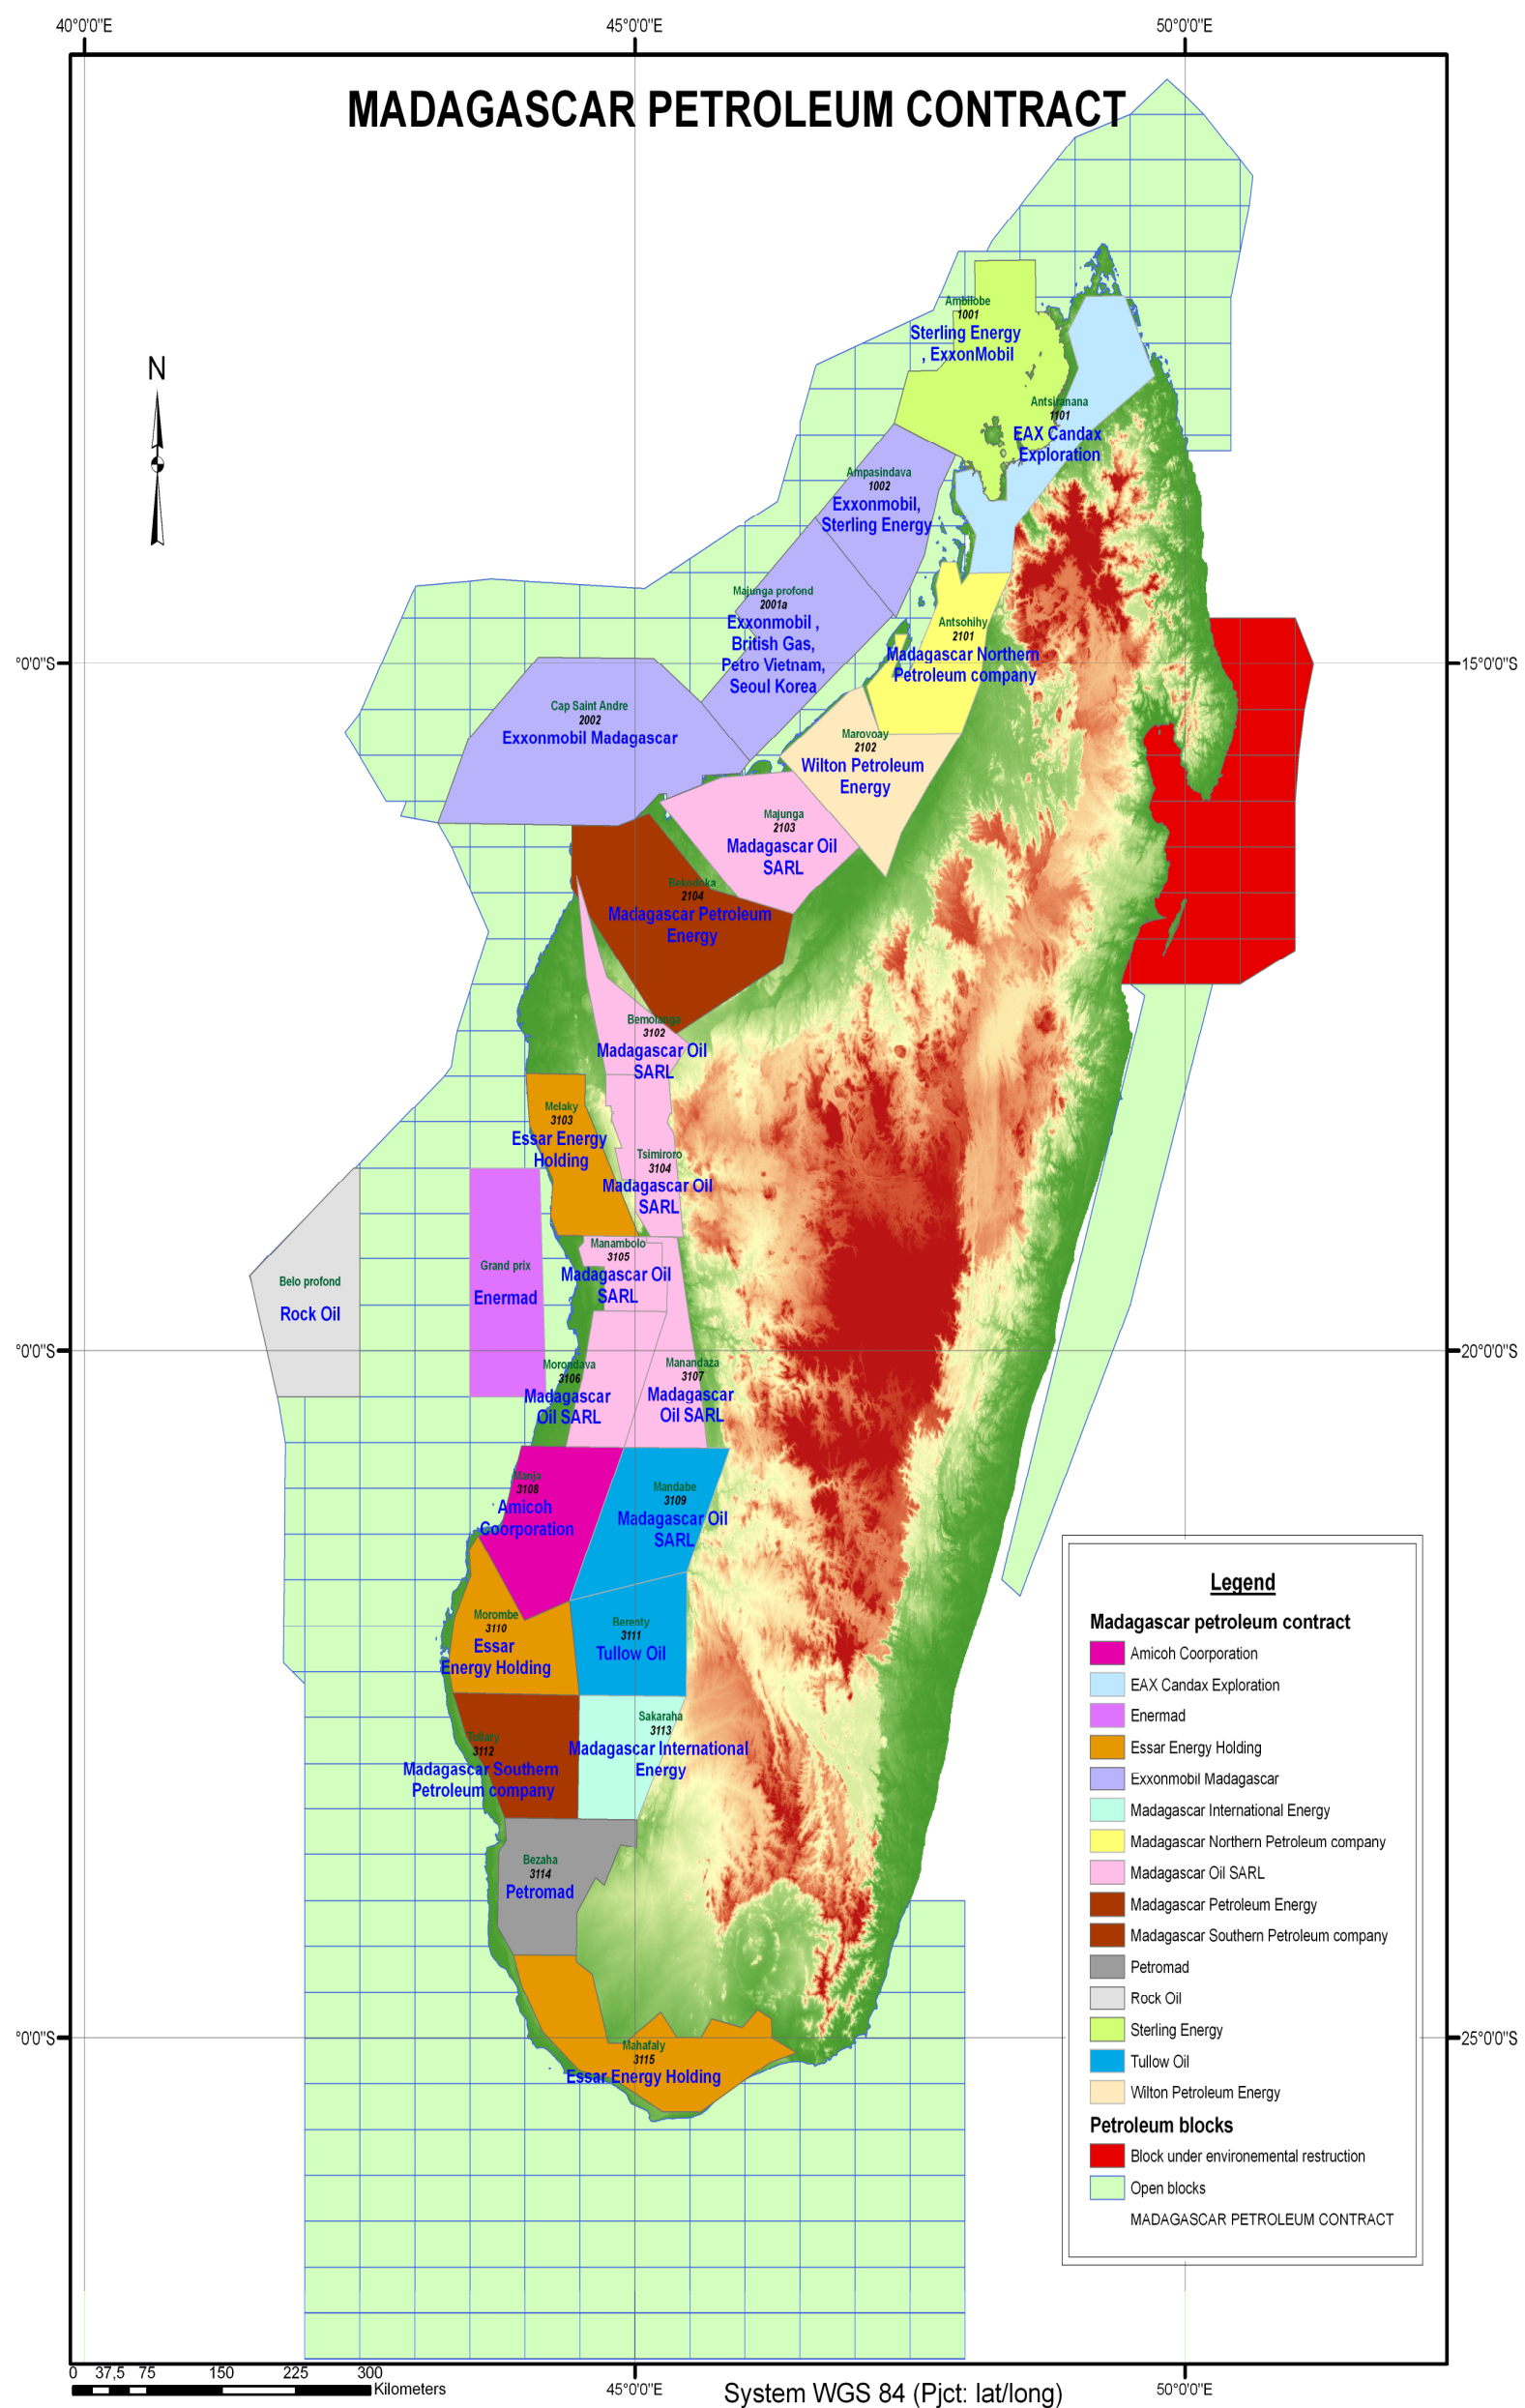 40°0'0"E
45°0'0"E
50°0'0"E
MADAGASCAR PETROLEUM CONTRACT
N
Ambilobe
1001
Sterling Energy
, ExxonMobil
Antsiranana
1101
EAX Candax
Exploration
Ampasindava
1002
Exxonmobil,
Sterling Energy
Majunga profond
2001a
Exxonmobil ,
British Gas,
Petro Vietnam,
Seoul Korea
Antsohihy
2101
Madagascar Northern
Petroleum company
°0'0"S
15°0'0"S
Cap Saint Andre
2002
Exxonmobil Madagascar
Marovoay
2102
Wilton Petroleum
Energy
Majunga
2103
Madagascar Oil
SARL
Bekodoka
2104
Madagascar Petroleum
Energy
Bemolanga
3102
Madagascar Oil
SARL
Melaky
3103
Essar Energy
Holding
Tsimiroro
3104
Madagascar Oil
SARL
Manambolo
3105
Madagascar Oil
SARL
Grand prix
Enermad
Belo profond
Rock Oil
°0'0"S
20°0'0"S
Morondava
3106
Madagascar
Oil SARL
Manandaza
3107
Madagascar
Oil SARL
Manja
3108
Amicoh
Coorporation
Mandabe
3109
Madagascar Oil
SARL
Morombe
3110
Essar
Energy Holding
Berenty
3111
Tullow Oil
Toliary
3112
Madagascar Southern
Petroleum company
Sakaraha
3113
Madagascar International
Energy
Bezaha
3114
Petromad
°0'0"S
25°0'0"S
Mahafaly
3115
Essar Energy Holding
Legend
Madagascar petroleum contract
Amicoh Coorporation
EAX Candax Exploration
Enermad
Essar Energy Holding
Exxonmobil Madagascar
Madagascar International Energy
Madagascar Northern Petroleum company
Madagascar Oil SARL
Madagascar Petroleum Energy
Madagascar Southern Petroleum company
Petromad
Rock Oil
Sterling Energy
Tullow Oil
Wilton Petroleum Energy
Petroleum blocks
Block under environemental restruction
Open blocks
MADAGASCAR PETROLEUM CONTRACT
0 37,5 75 150 225 300
Kilometers
45°0'0"E
System WGS 84 (Pjct: lat/long)
50°0'0"E